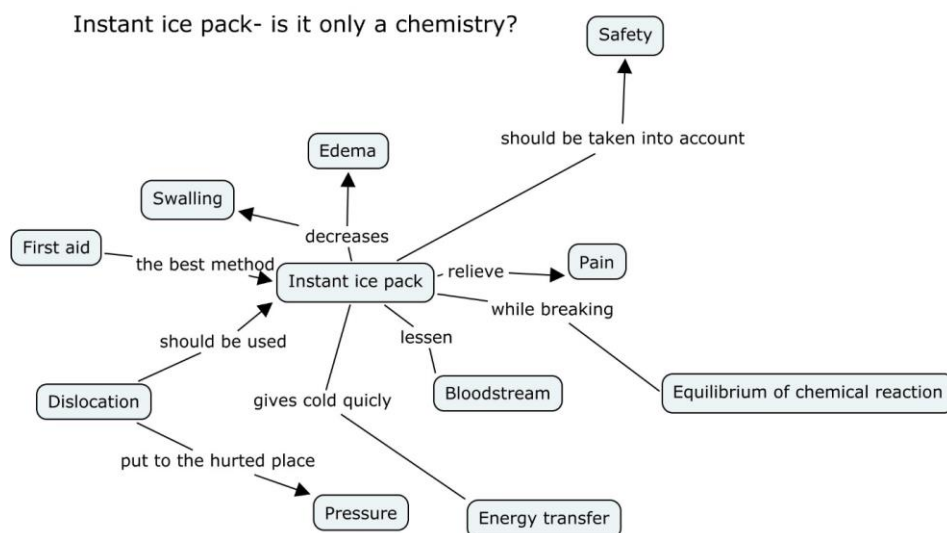 Instant ice pack- is it only a chemistry?
Safety
should be taken into account
Edema
Swalling
decreases
First aid
the best method
Instant ice pack
relieve
Pain
while breaking
should be used
lessen
Dislocation
gives cold quicly
Bloodstream
Equilibrium of chemical reaction
put to the hurted place
Pressure
Energy transfer